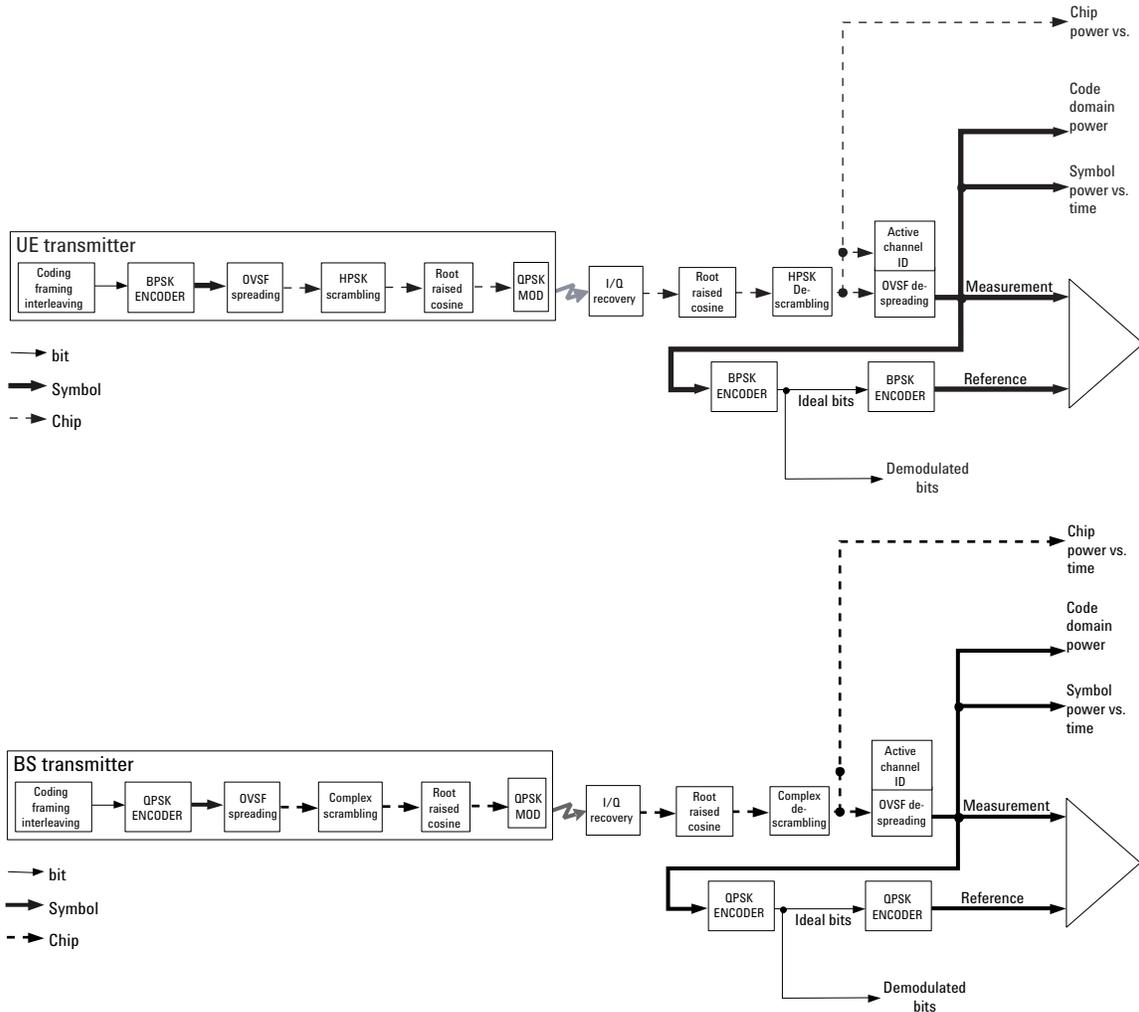 Chip
power vs.
Code
domain
power
Symbol
power vs.
time
UE transmitter
Coding
framing
interleaving
BPSK
ENCODER
OVSF
spreading
HPSK
scrambling
Root
raised
cosine
QPSK
MOD
I/Q
recovery
Root
raised
cosine
HPSK
De-
scrambling
Active
channel
ID
OVSF de-
spreading
Measurement
bit
Symbol
Chip
BPSK
ENCODER
Ideal bits
BPSK
ENCODER
Reference
Demodulated
bits
Chip
power vs.
time
Code
domain
power
Symbol
power vs.
time
BS transmitter
Coding
framing
interleaving
QPSK
ENCODER
OVSF
spreading
Complex
scrambling
Root
raised
cosine
QPSK
MOD
I/Q
recovery
Root
raised
cosine
Complex
de-
scrambling
Active
channel
ID
OVSF de-
spreading
Measurement
bit
Symbol
Chip
QPSK
ENCODER
Ideal bits
QPSK
ENCODER
Reference
Demodulated
bits